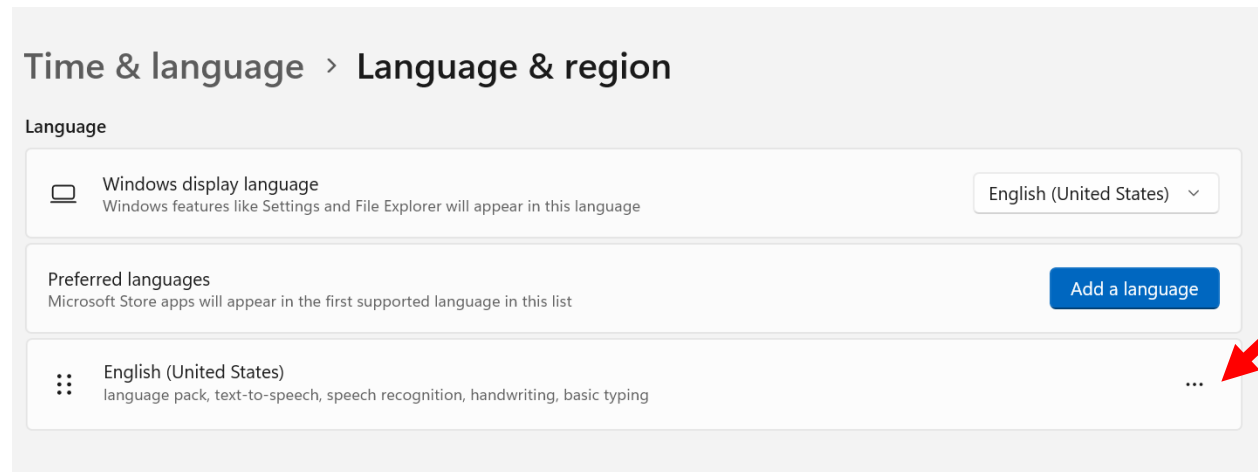 Time & language > Language & region
Language
Windows display language
Windows features like Settings and File Explorer will appear in this language
English (United States)
Preferred languages
Microsoft Store apps will appear in the first supported language in this list
Add a language
English (United States)
language pack, text-to-speech, speech recognition, handwriting, basic typing